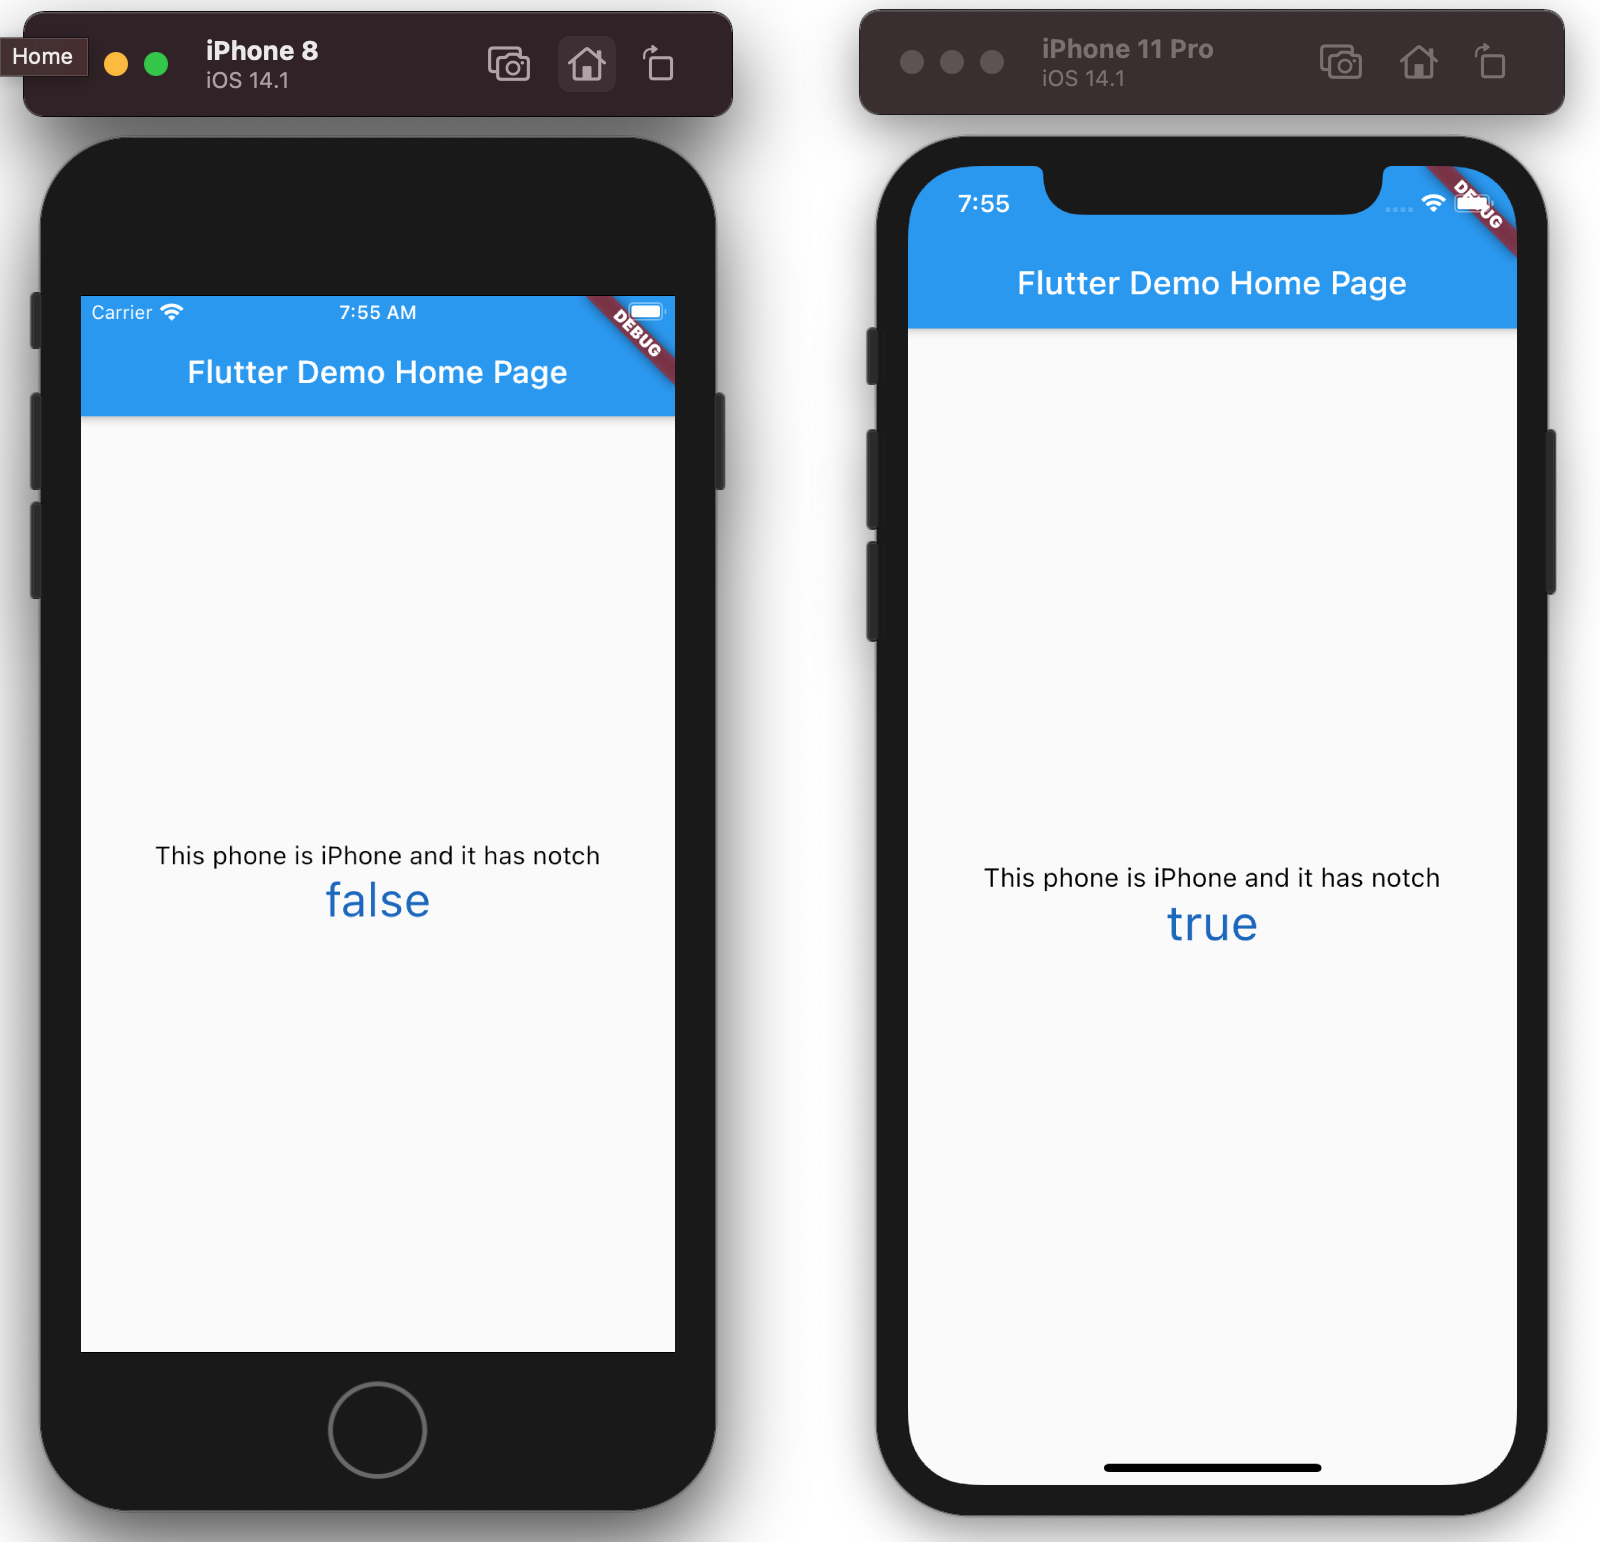 Home
iPhone 8
iOS 14.1
Carrier
7:55 AM
DEBUG
Flutter Demo Home Page
This phone is iPhone and it has notch
false
iPhone 11 Pro
iOS 14.1
7:55
DEBUG
Flutter Demo Home Page
This phone is iPhone and it has notch
true